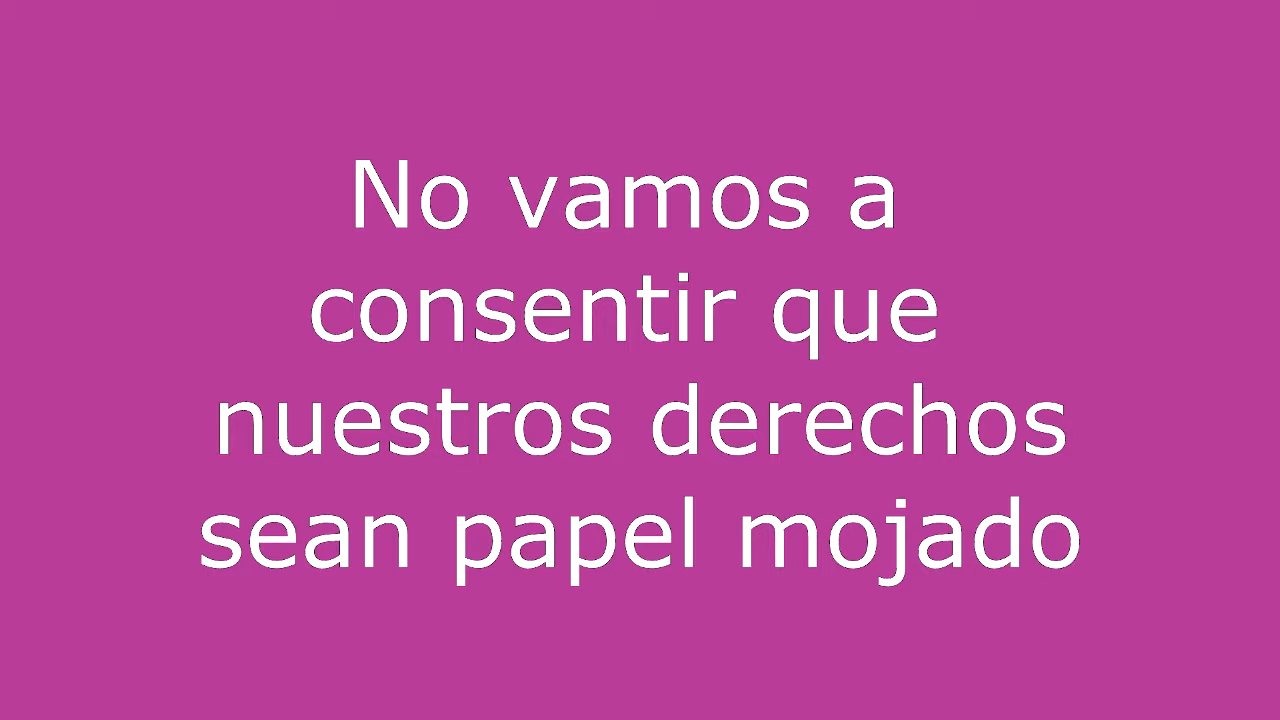 No vamos a
consentir que
nuestros derechos
sean papel mojado